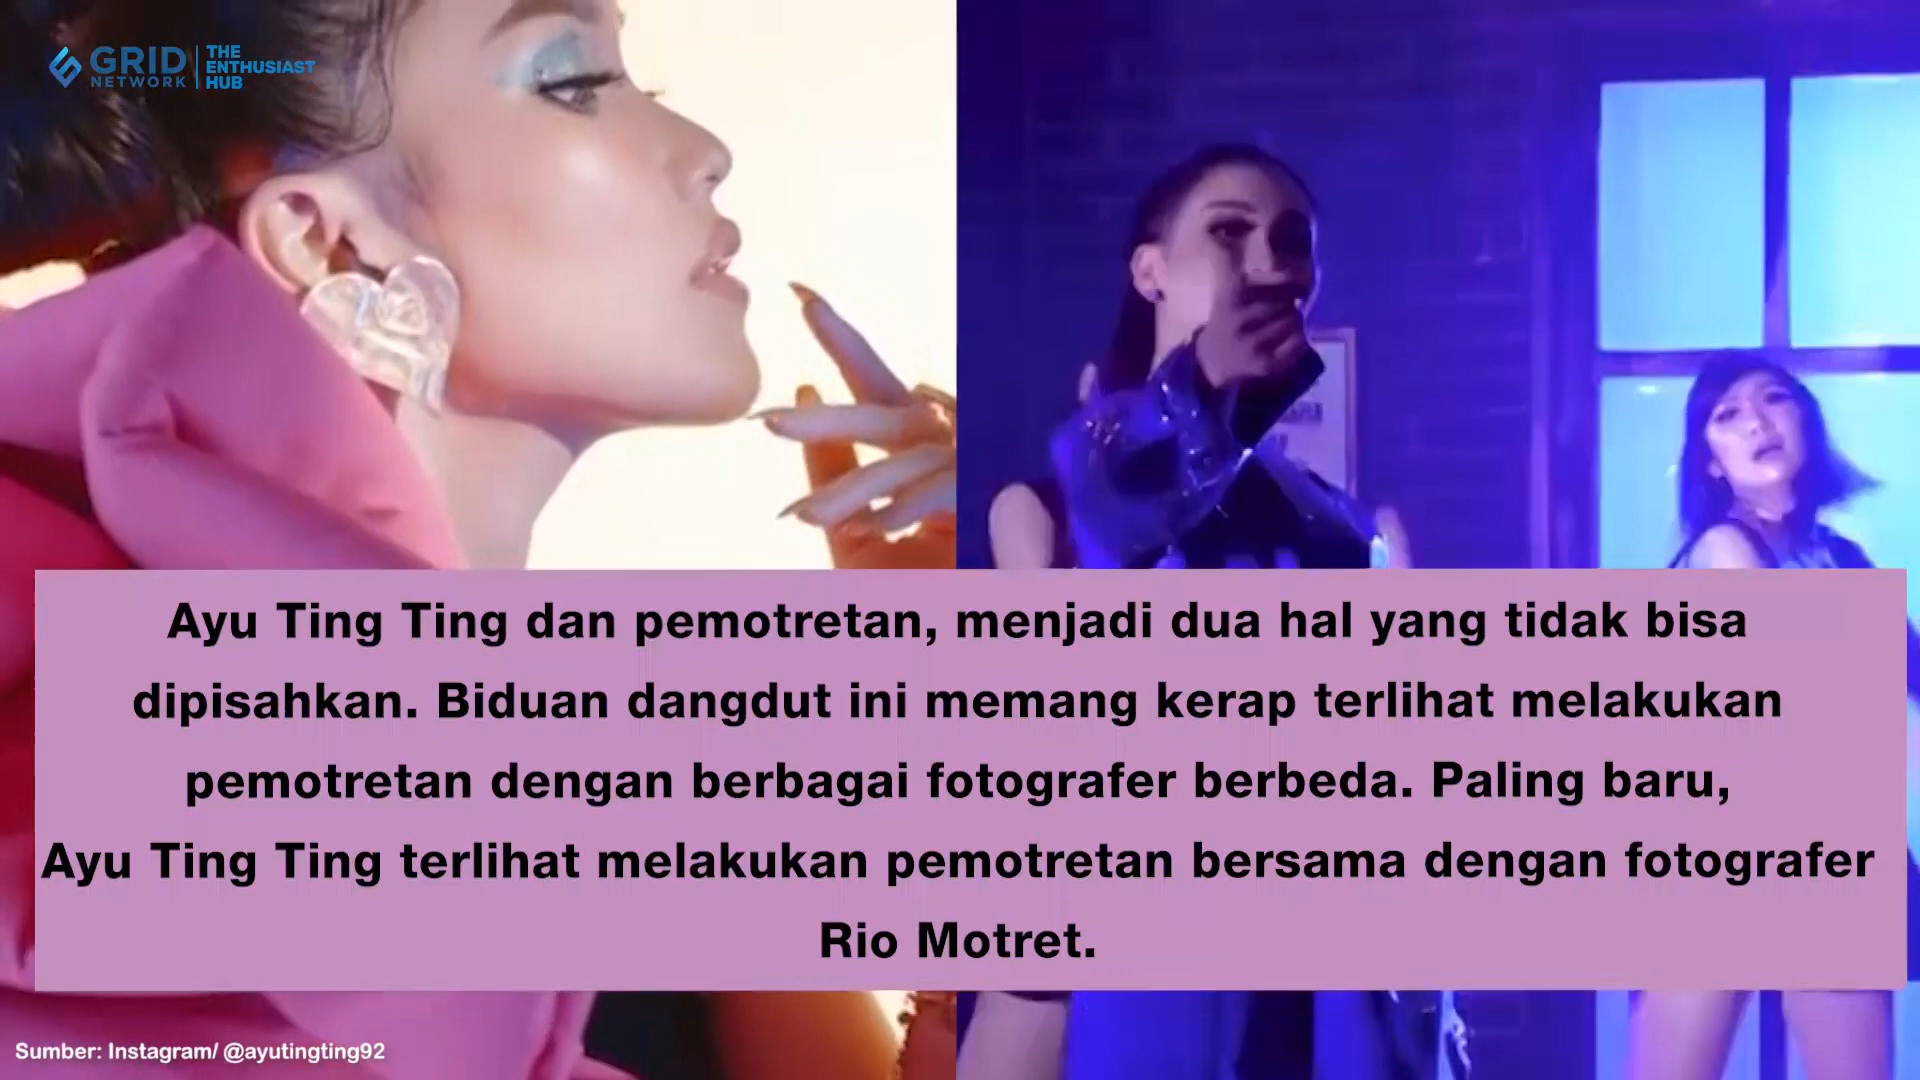 GRID
NETWORK
THE
ENTHUSIAST
HUB
Ayu Ting Ting dan pemotretan, menjadi dua hal yang tidak bisa
dipisahkan. Biduan dangdut ini memang kerap terlihat melakukan
pemotretan dengan berbagai fotografer berbeda. Paling baru,
Ayu Ting Ting terlihat melakukan pemotretan bersama dengan fotografer
Rio Motret.
Sumber: Instagram/ @ayutingting92